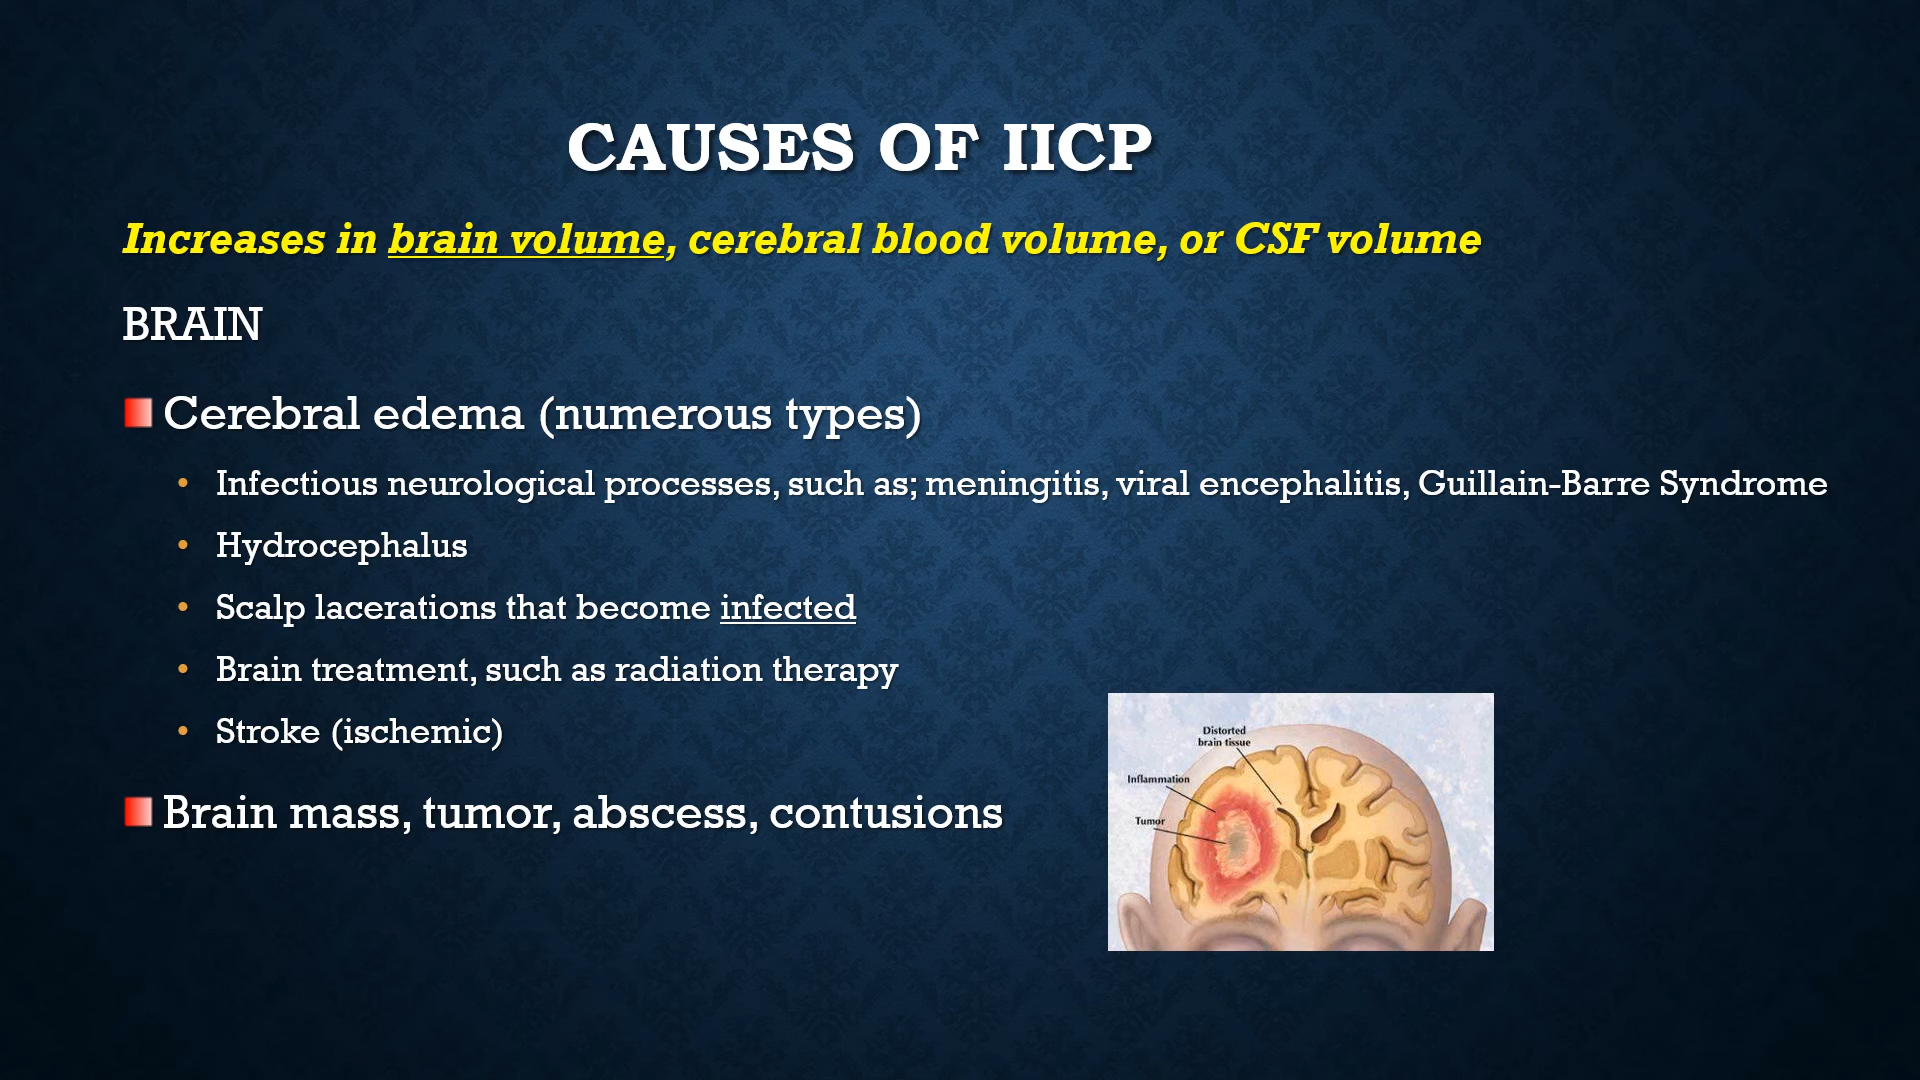 CAUSES OF IICP
Increases in brain volume, cerebral blood volume, or CSF volume
BRAIN
Cerebral edema (numerous types)
• Infectious neurological processes, such as; meningitis, viral encephalitis, Guillain-Barre Syndrome
• Hydrocephalus
• Scalp lacerations that become infected
• Brain treatment, such as radiation therapy
• Stroke (ischemic)
Brain mass, tumor, abscess, contusions
Distorted
brain tissue
Inflammation
Tumor